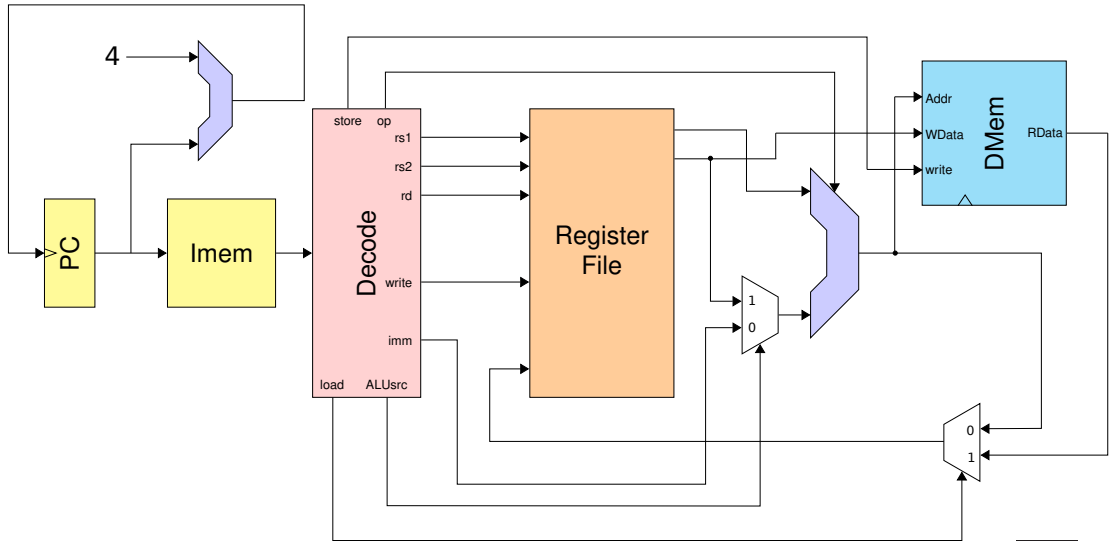 4
store op
rs1
rs2
rd
write
imm
load ALUsrc
Decode
PC
Imem
Register
File
1
0
Addr
WData
write
DMem
RData
0
1